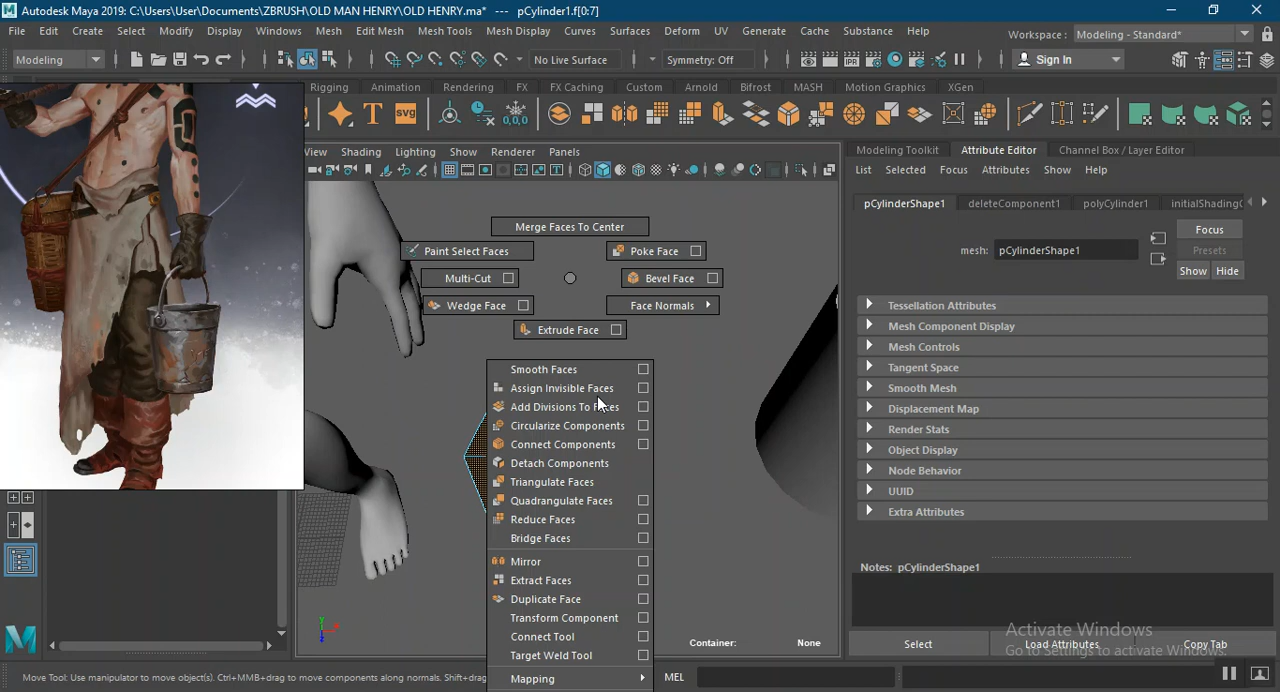 Autodesk Maya 2019: C:\Users\User\Documents\ZBRUSH\OLD MAN HENRY\OLD HENRY.ma* --- pCylinder1.f[0:7]
File Edit Create Select Modify Display Windows Mesh Edit Mesh Mesh Tools Mesh Display Curves Surfaces Deform UV Generate Cache Substance Help
Workspace : Modeling - Standard*
Modeling No Live Surface Symmetry: Off Sign In
Rigging Animation Rendering FX FX Caching Custom Arnold Bifrost MASH Motion Graphics XGen
T SVG 0,0,0
View Shading Lighting Show Renderer Panels
Modeling Toolkit Attribute Editor Channel Box / Layer Editor
List Selected Focus Attributes Show Help
pCylinderShape1 deleteComponent1 polyCylinder1
Focus
mesh: pCylinderShape1 Presets
Show Hide
Merge Faces To Center
Paint Select Faces Poke Face
Multi-Cut Bevel Face
Wedge Face Face Normals
Extrude Face
Smooth Faces
Assign Invisible Faces
Add Divisions To Faces
Circularize Components
Connect Components
Detach Components
Triangulate Faces
Quadrangulate Faces
Reduce Faces
Bridge Faces
Mirror
Extract Faces
Duplicate Face
Transform Component
Connect Tool
Target Weld Tool
Mapping
Tessellation Attributes
Mesh Component Display
Mesh Controls
Tangent Space
Smooth Mesh
Displacement Map
Render Stats
Object Display
Node Behavior
UUID
Extra Attributes
Notes: pCylinderShape1
Container: None
Activate Windows
Go to Settings to activate Windows.
Select Load Attributes Copy Tab
Move Tool: Use manipulator to move object(s). Ctrl+MMB+drag to move components along normals. Shift+drag
MEL